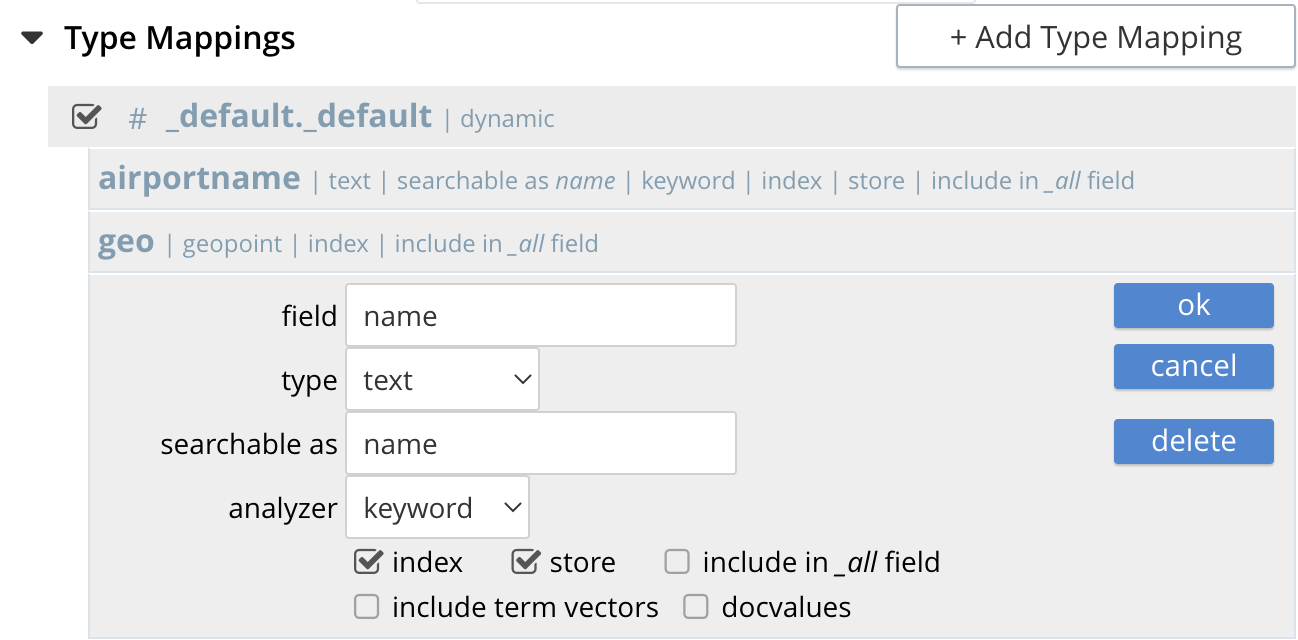 Type Mappings
+ Add Type Mapping
# _default._default | dynamic
airportname | text | searchable as name | keyword | index | store | include in _all field
geo | geopoint | index | include in _all field
field name
ok
type text
cancel
searchable as name
delete
analyzer keyword
index store include in _all field
include term vectors docvalues